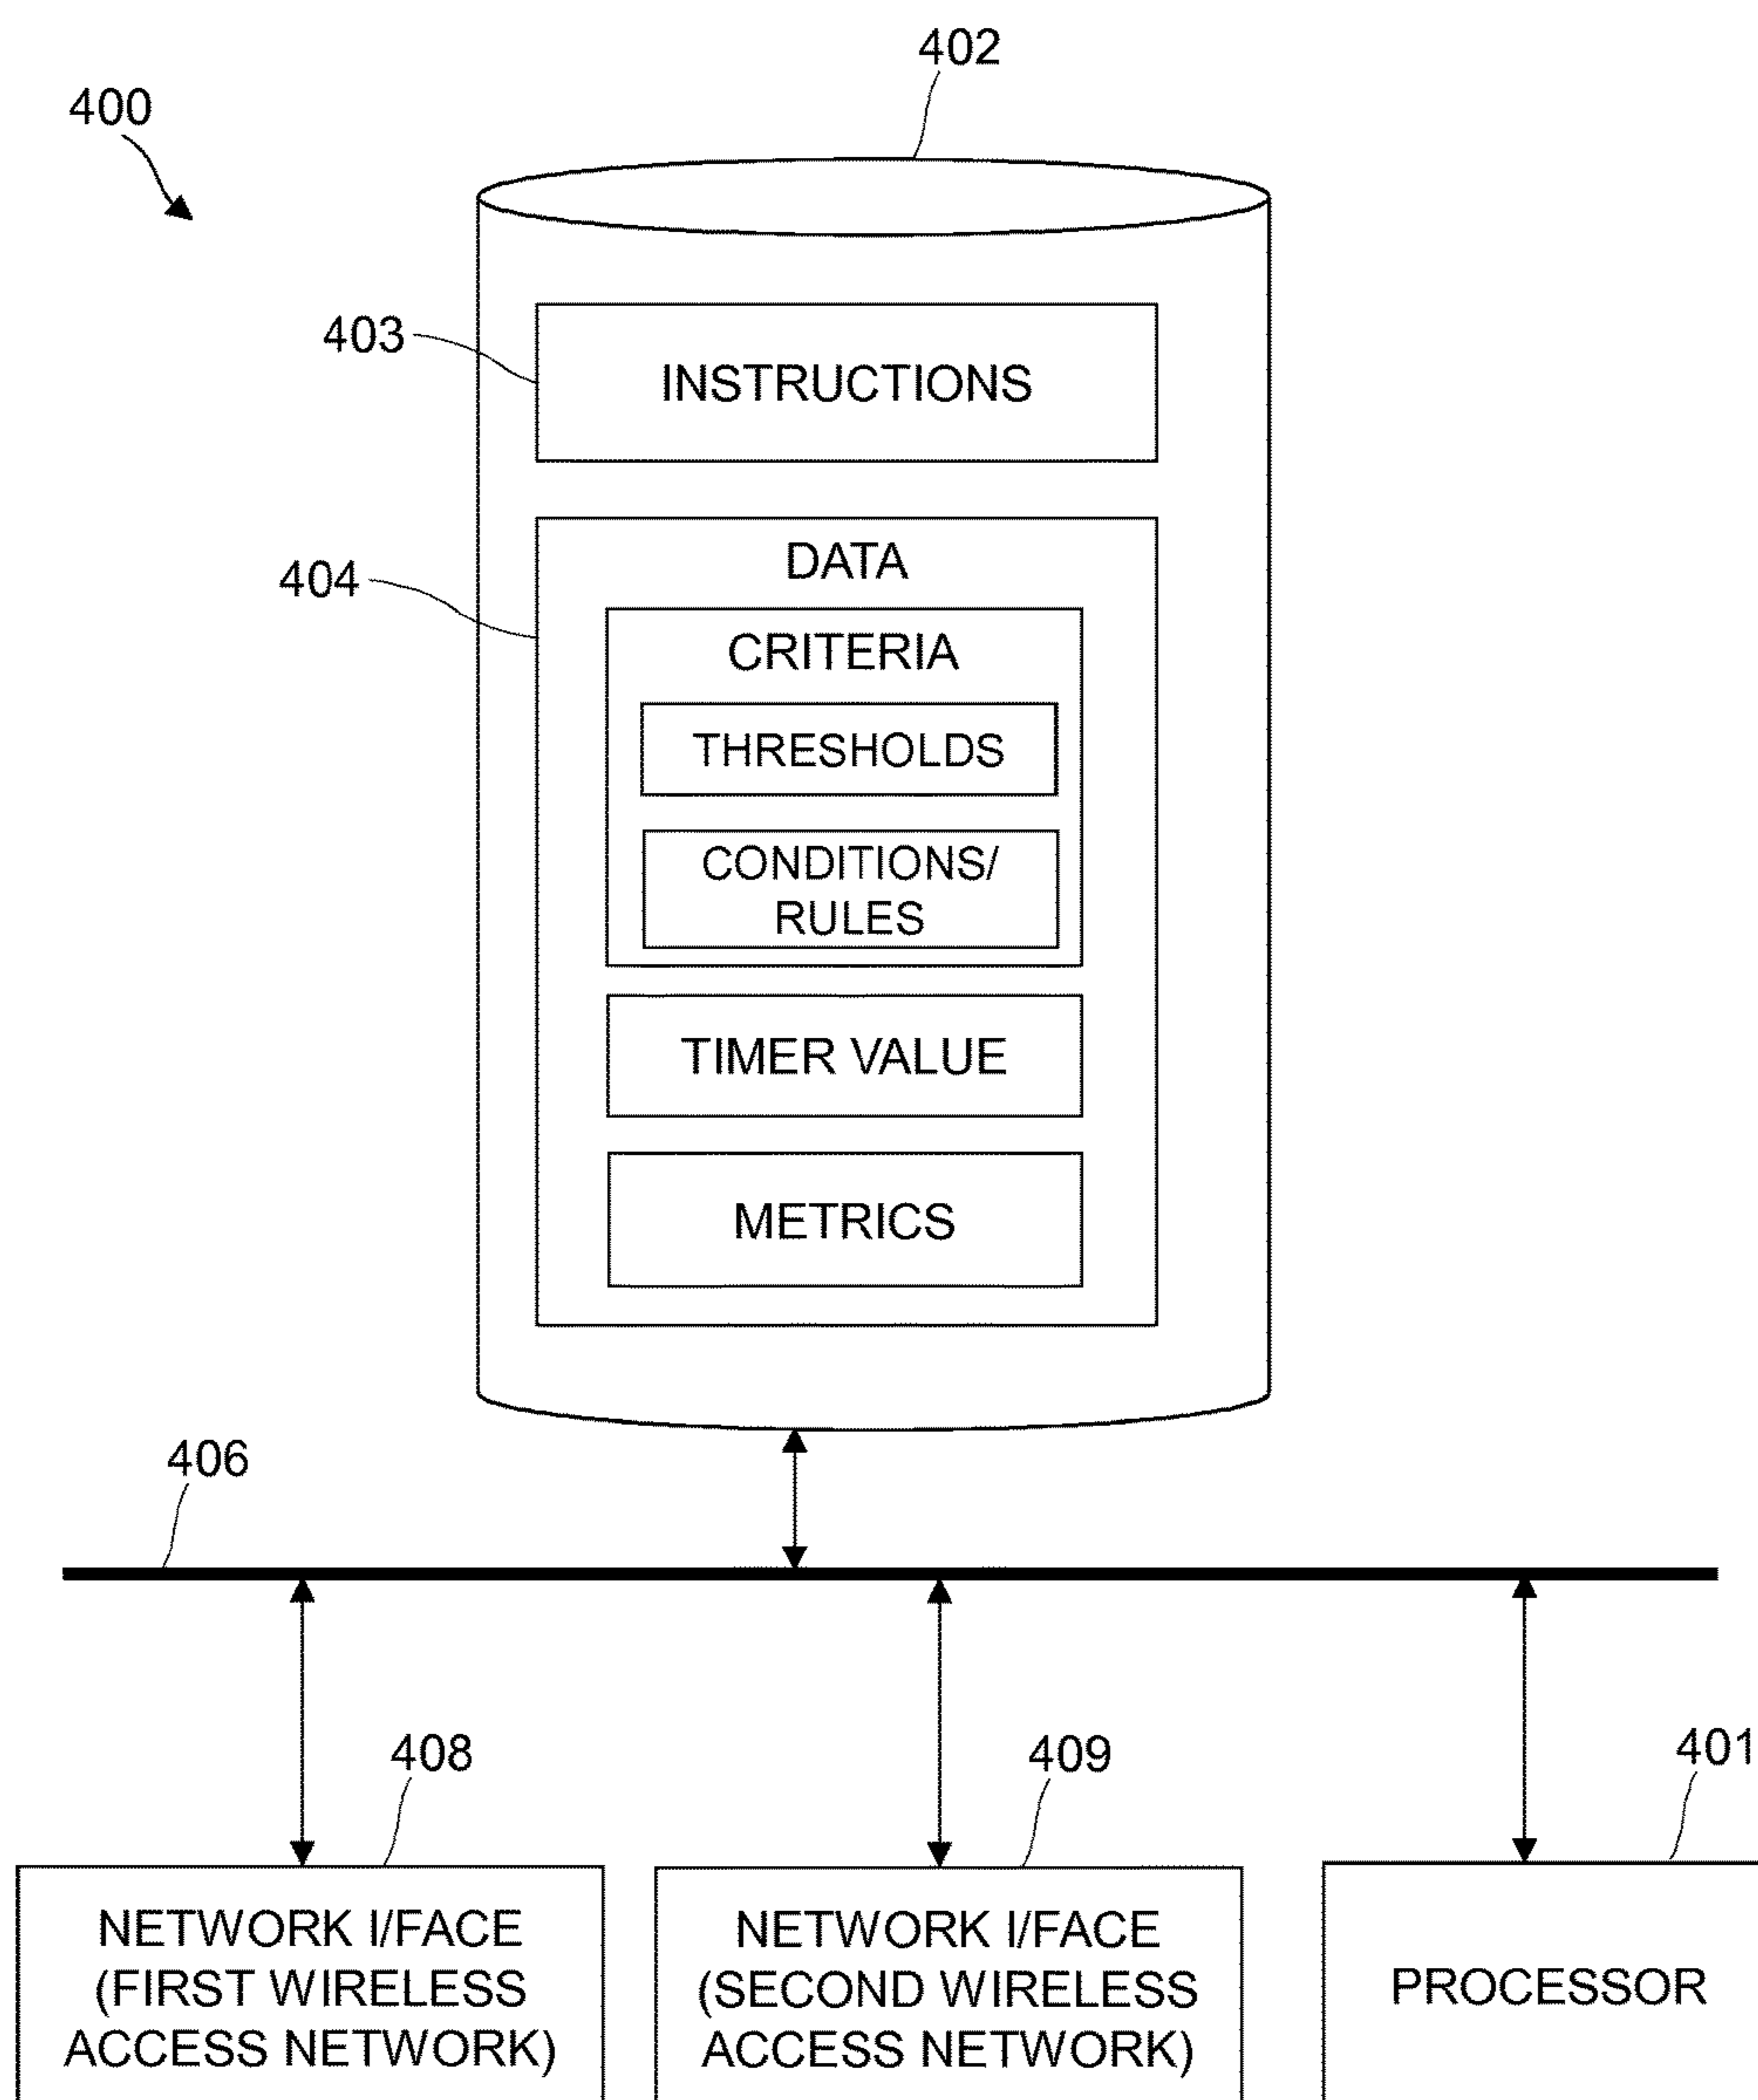 402
400
403
INSTRUCTIONS
404
DATA
CRITERIA
THRESHOLDS
CONDITIONS/
RULES
TIMER VALUE
METRICS
406
408
409
401
NETWORK I/FACE
(FIRST WIRELESS
ACCESS NETWORK)
NETWORK I/FACE
(SECOND WIRELESS
ACCESS NETWORK)
PROCESSOR